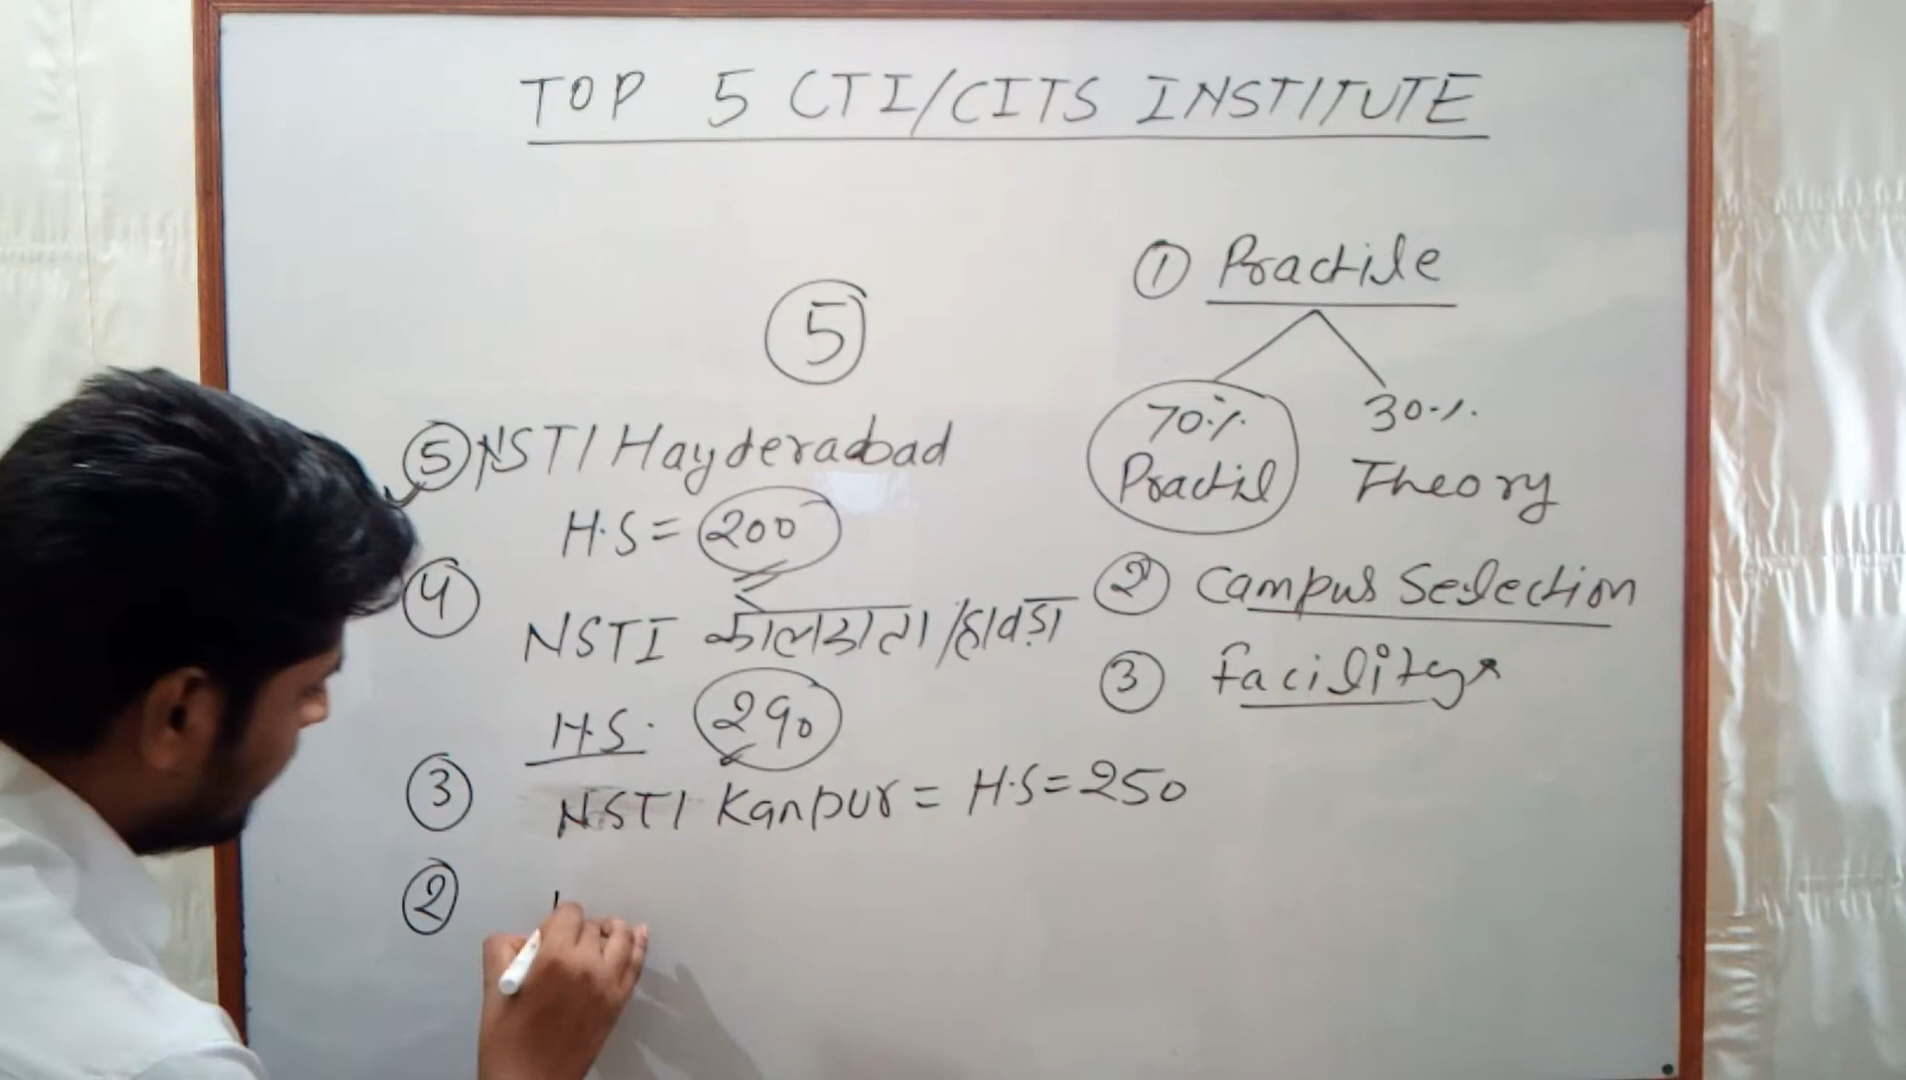 TOP 5 CTI/CITS INSTITUTE
5
⑤ NSTI Hayderabad
H.S = 200
④
NSTI कोलकाता/हावड़ा
H.S. 290
③ NSTI Kanpur = H.S = 250
②
① Practile
70% 30%
Practil Theory
② Campus Selection
③ facilitys